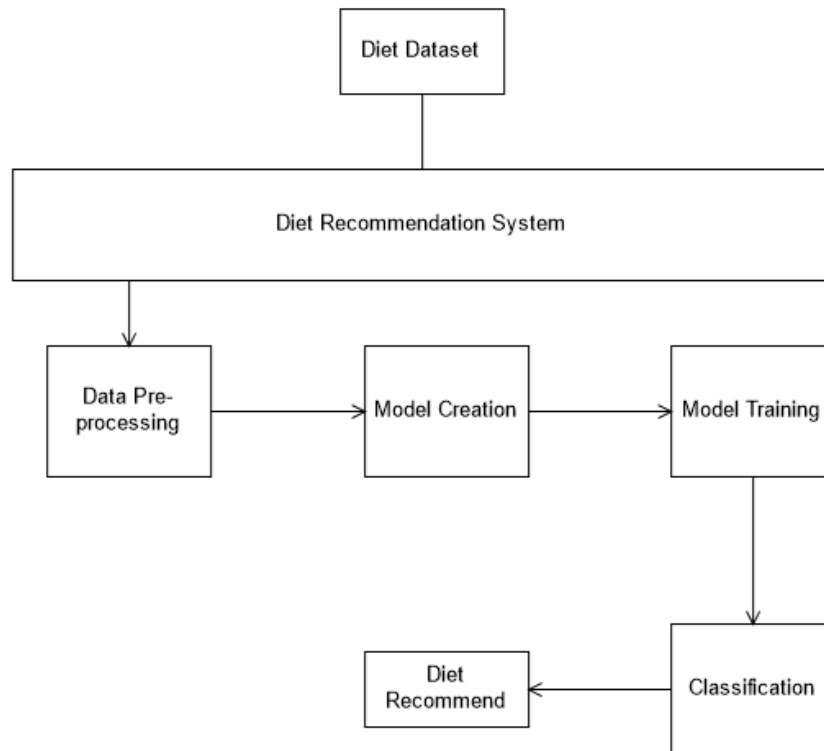 Diet Dataset
Diet Recommendation System
Data Pre-
processing
Model Creation
Model Training
Diet
Recommend
Classification